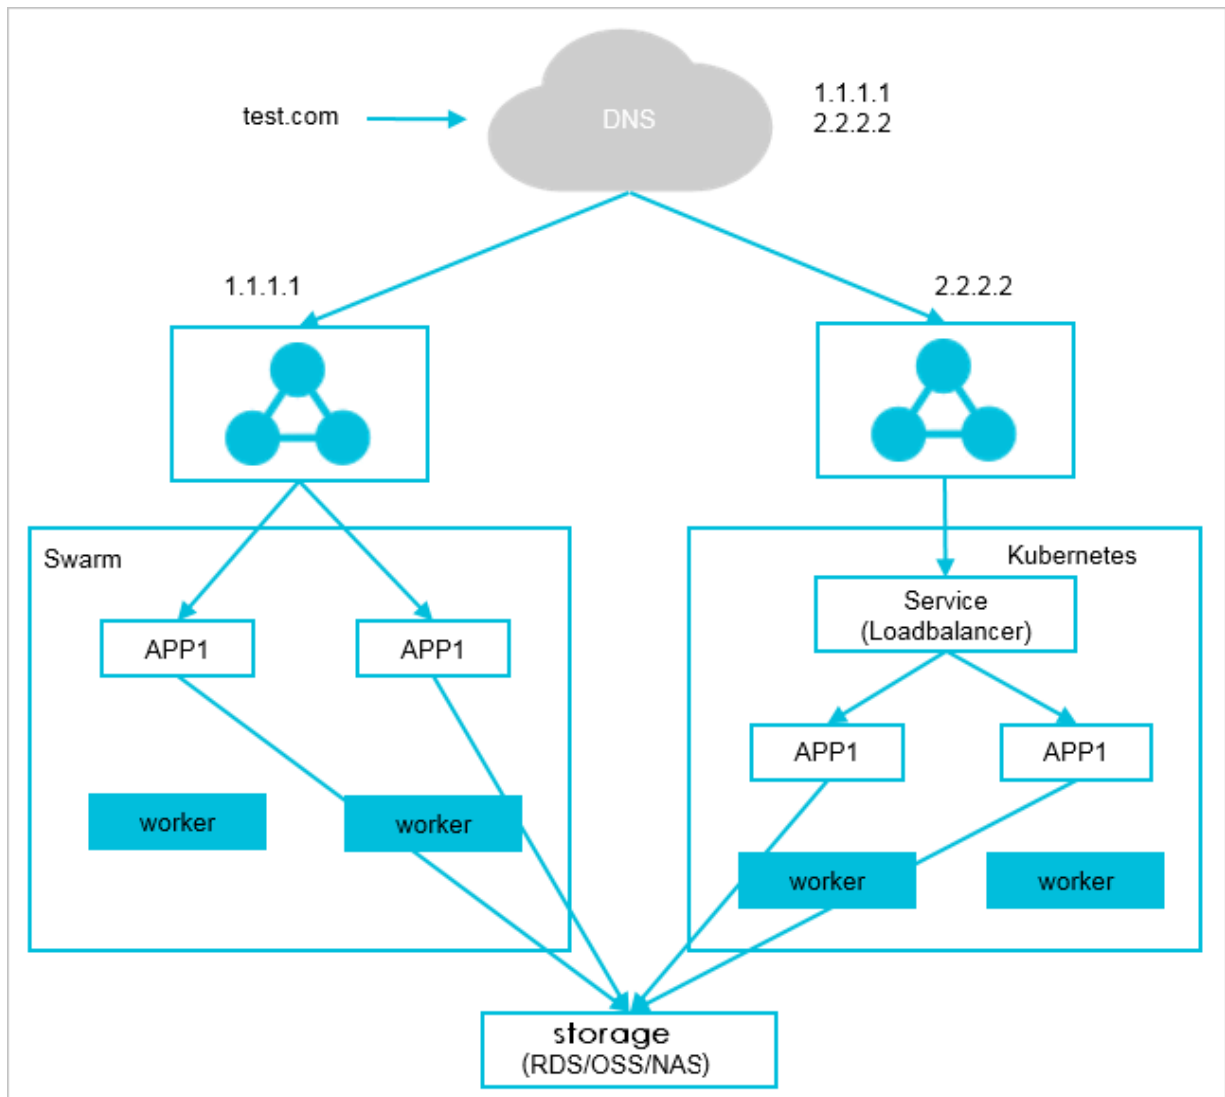 DNS
test.com
1.1.1.1
2.2.2.2
1.1.1.1
2.2.2.2
Swarm
Kubernetes
Service
(Loadbalancer)
APP1
APP1
APP1
APP1
worker
worker
worker
worker
storage
(RDS/OSS/NAS)